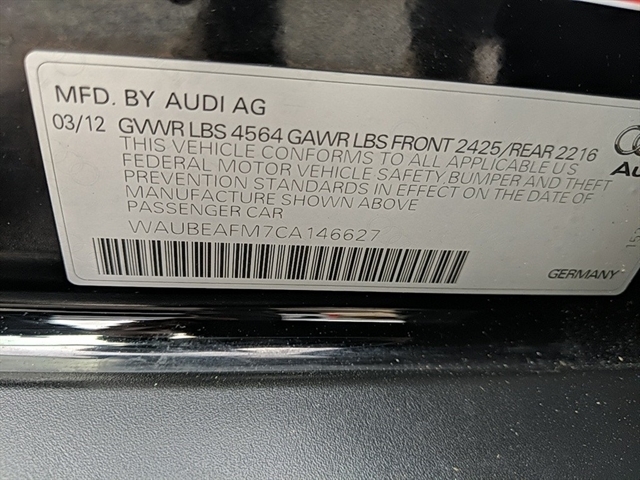 MFD. BY AUDI AG
03/12 GVWR LBS 4564 GAWR LBS FRONT 2425/REAR 2216
THIS VEHICLE CONFORMS TO ALL APPLICABLE U S
FEDERAL MOTOR VEHICLE SAFETY, BUMPER AND THEFT
PREVENTION STANDARDS IN EFFECT ON THE DATE OF
MANUFACTURE SHOWN ABOVE
PASSENGER CAR
WAUBEAFM7CA146627
GERMANY